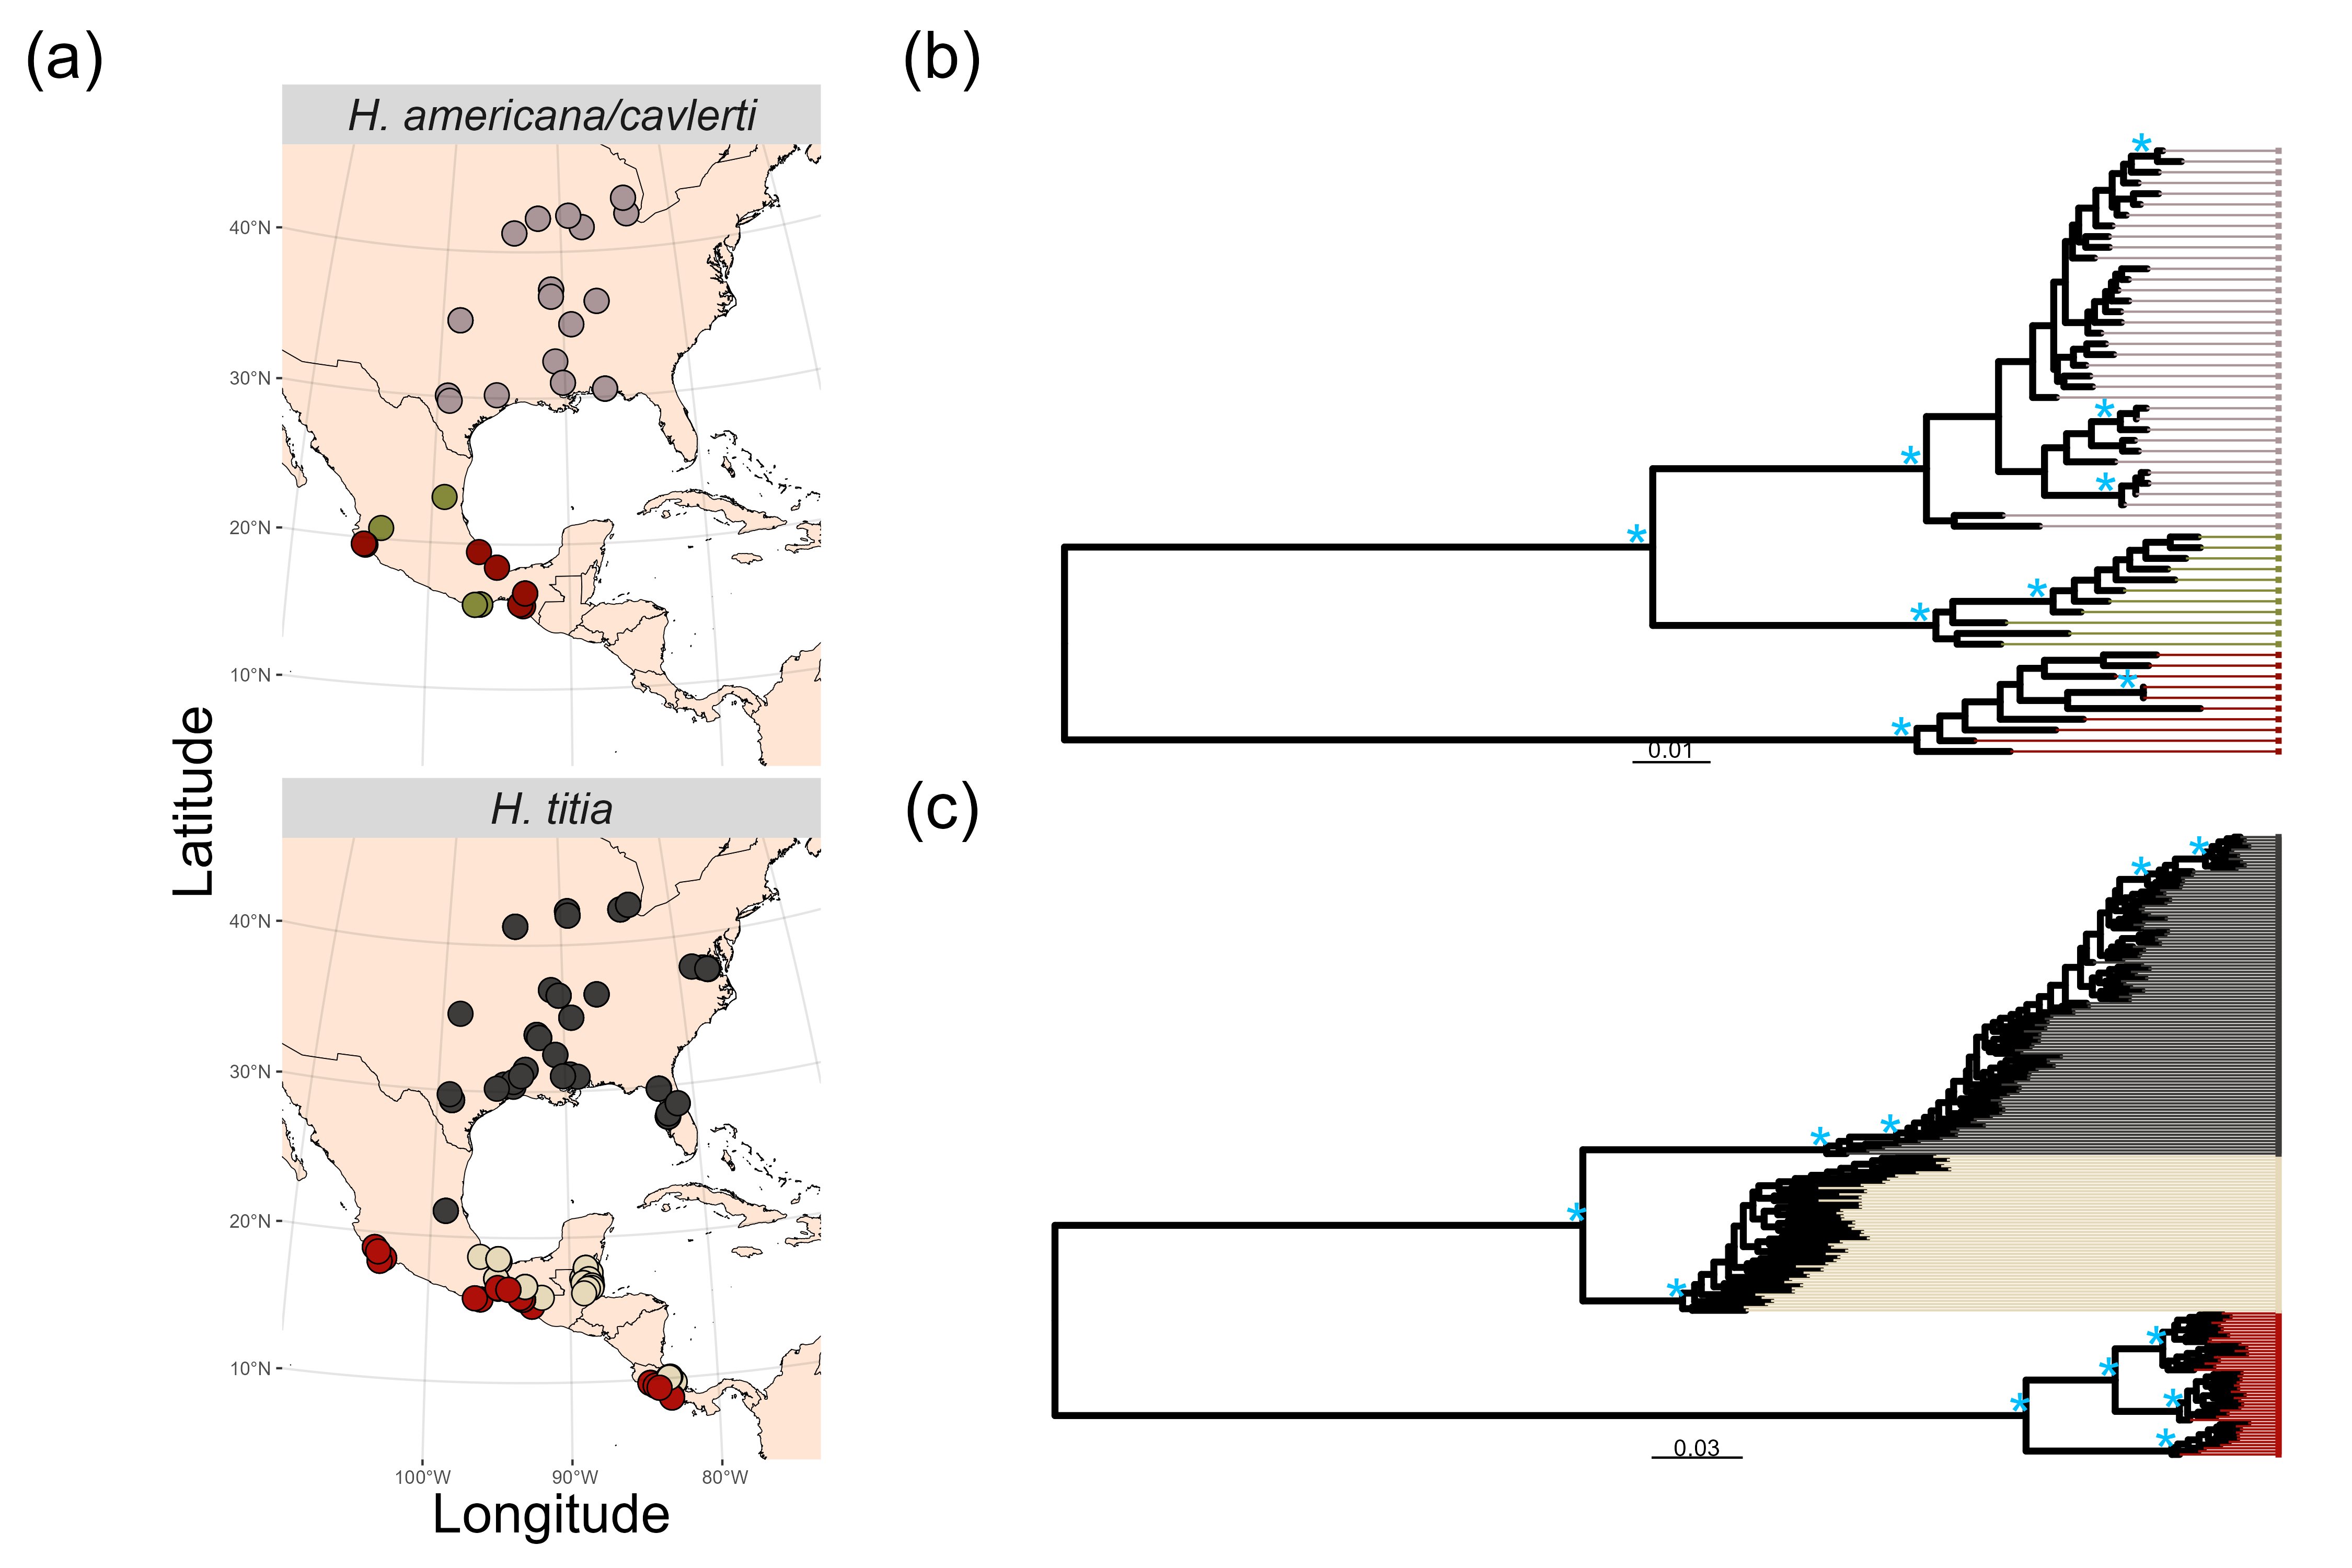 (a)
H. americana/cavlerti
40°N
30°N
20°N
10°N
Latitude
H. titia
40°N
30°N
20°N
10°N
100°W 90°W 80°W
Longitude
(b)
* * * * * * * * *
0.01
(c)
* * * * * * * * * * *
0.03